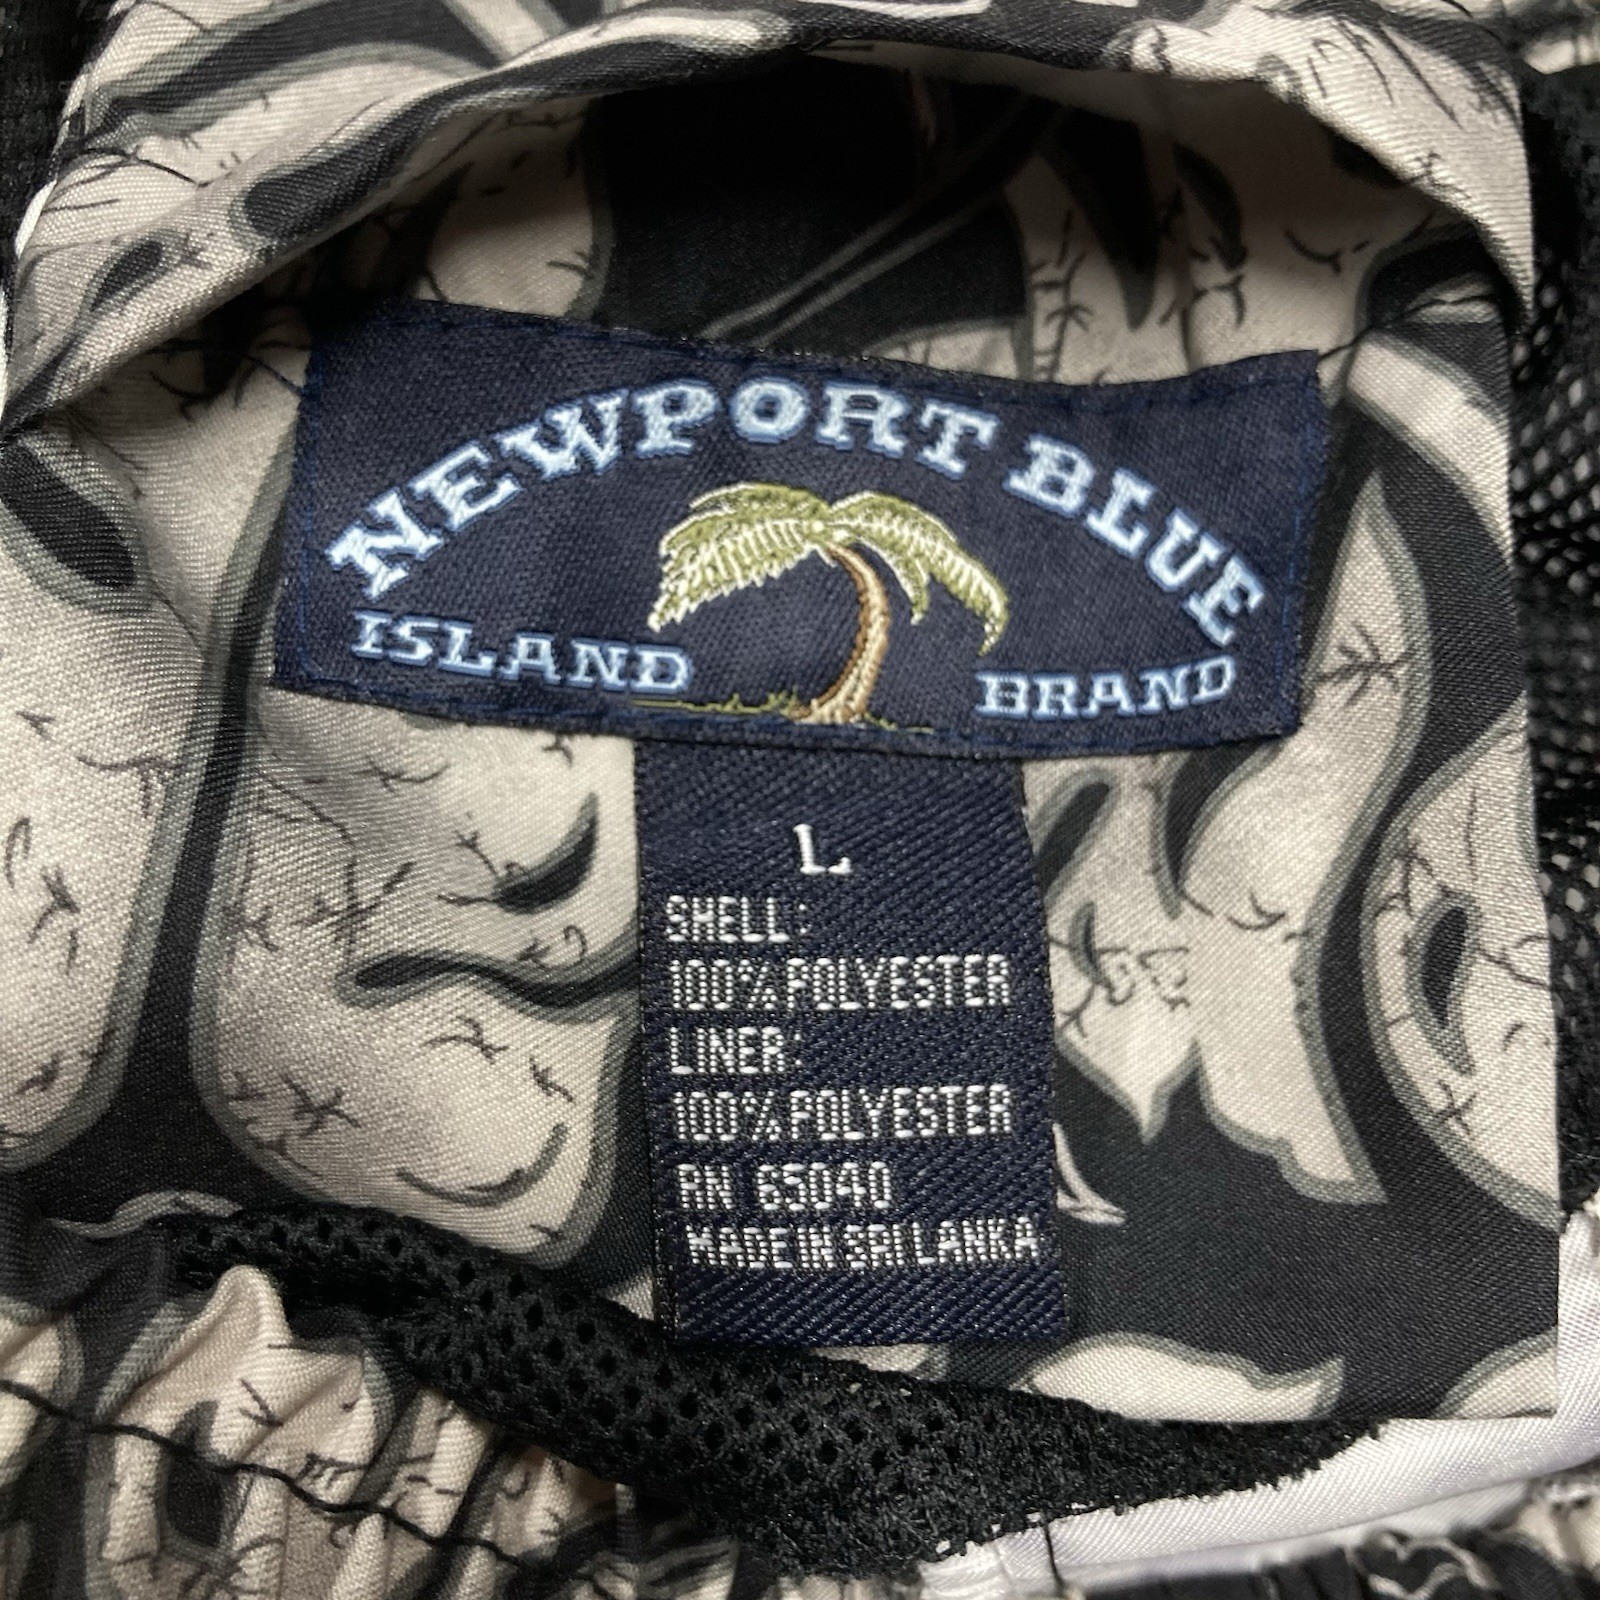 NEWPORT BLUE
ISLAND BRAND
L
SHELL:
100% POLYESTER
LINER:
100% POLYESTER
RN 65040
MADE IN SRI LANKA